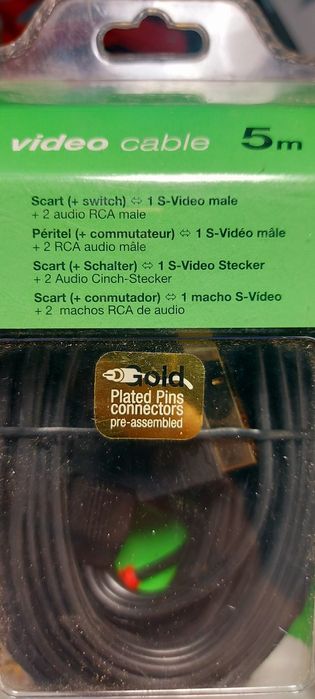 video cable 5m
Scart (+ switch) ⇔ 1 S-Video male
+ 2 audio RCA male
Péritel (+ commutateur) ⇔ 1 S-Vidéo mâle
+ 2 RCA audio mâle
Scart (+ Schalter) ⇔ 1 S-Video Stecker
+ 2 Audio Cinch-Stecker
Scart (+ conmutador) ⇔ 1 macho S-Vídeo
+ 2 machos RCA de audio
Gold
Plated Pins
connectors
pre-assembled